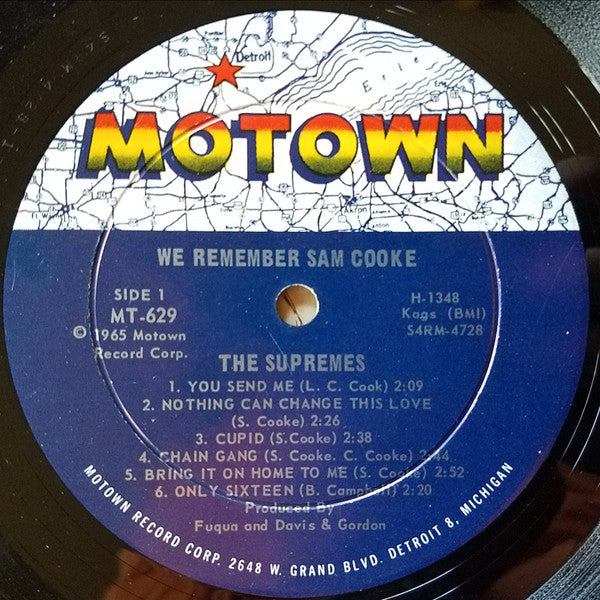 Detroit
Erie
MOTOWN
Akron
WE REMEMBER SAM COOKE
SIDE 1
MT-629
© 1965 Motown
Record Corp.
H-1348
Kags (BMI)
S4RM-4728
THE SUPREMES
1. YOU SEND ME (L. C. Cook) 2:09
2. NOTHING CAN CHANGE THIS LOVE
(S. Cooke) 2:26
3. CUPID (S.Cooke) 2:38
4. CHAIN GANG (S. Cooke. C. Cooke) 2:44
5. BRING IT ON HOME TO ME (S. Cooke) 2:52
6. ONLY SIXTEEN (B. Campbell) 2:20
Produced By
Fuqua and Davis & Gordon
MOTOWN RECORD CORP. 2648 W. GRAND BLVD. DETROIT 8, MICHIGAN